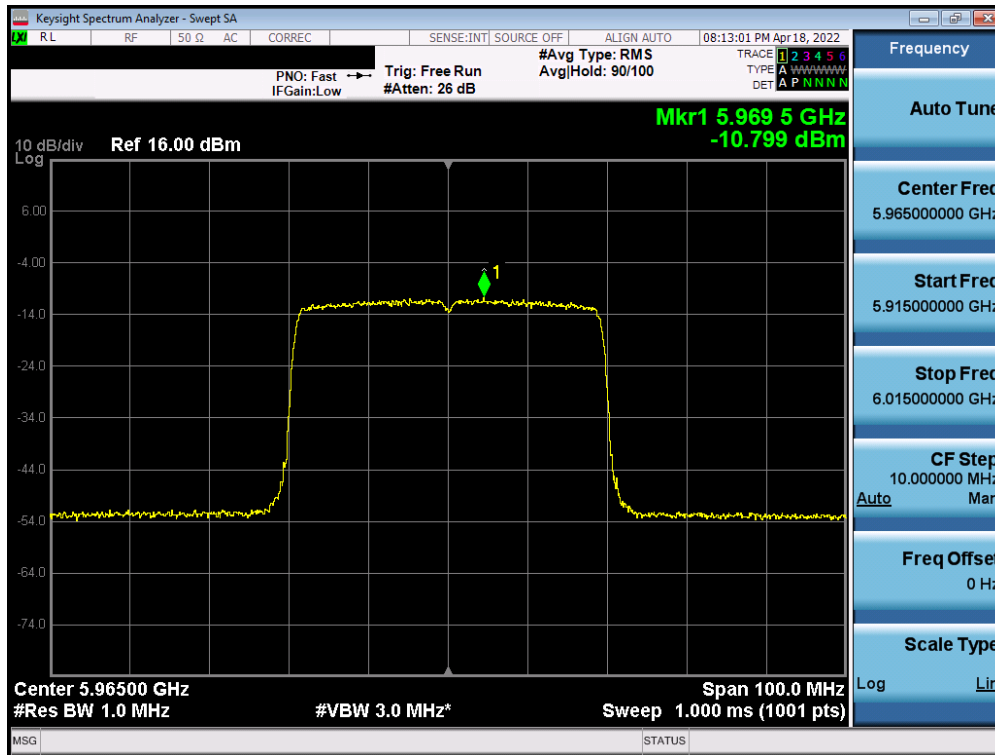 Keysight Spectrum Analyzer - Swept SA
LXI RL RF 50 Ω AC CORREC SENSE:INT SOURCE OFF ALIGN AUTO 08:13:01 PM Apr 18, 2022
PNO: Fast Trig: Free Run #Avg Type: RMS TRACE 1 2 3 4 5 6
IFGain:Low #Atten: 26 dB Avg|Hold: 90/100 TYPE A WWWWW
DET A P N N N N
Mkr1 5.969 5 GHz
-10.799 dBm
10 dB/div Ref 16.00 dBm
Log
6.00
-4.00
1
-14.0
-24.0
-34.0
-44.0
-54.0
-64.0
-74.0
Center 5.96500 GHz Span 100.0 MHz
#Res BW 1.0 MHz #VBW 3.0 MHz* Sweep 1.000 ms (1001 pts)
MSG STATUS
Frequency
Auto Tune
Center Freq
5.965000000 GHz
Start Freq
5.915000000 GHz
Stop Freq
6.015000000 GHz
CF Step
10.000000 MHz
Auto Man
Freq Offset
0 Hz
Scale Type
Log Lin